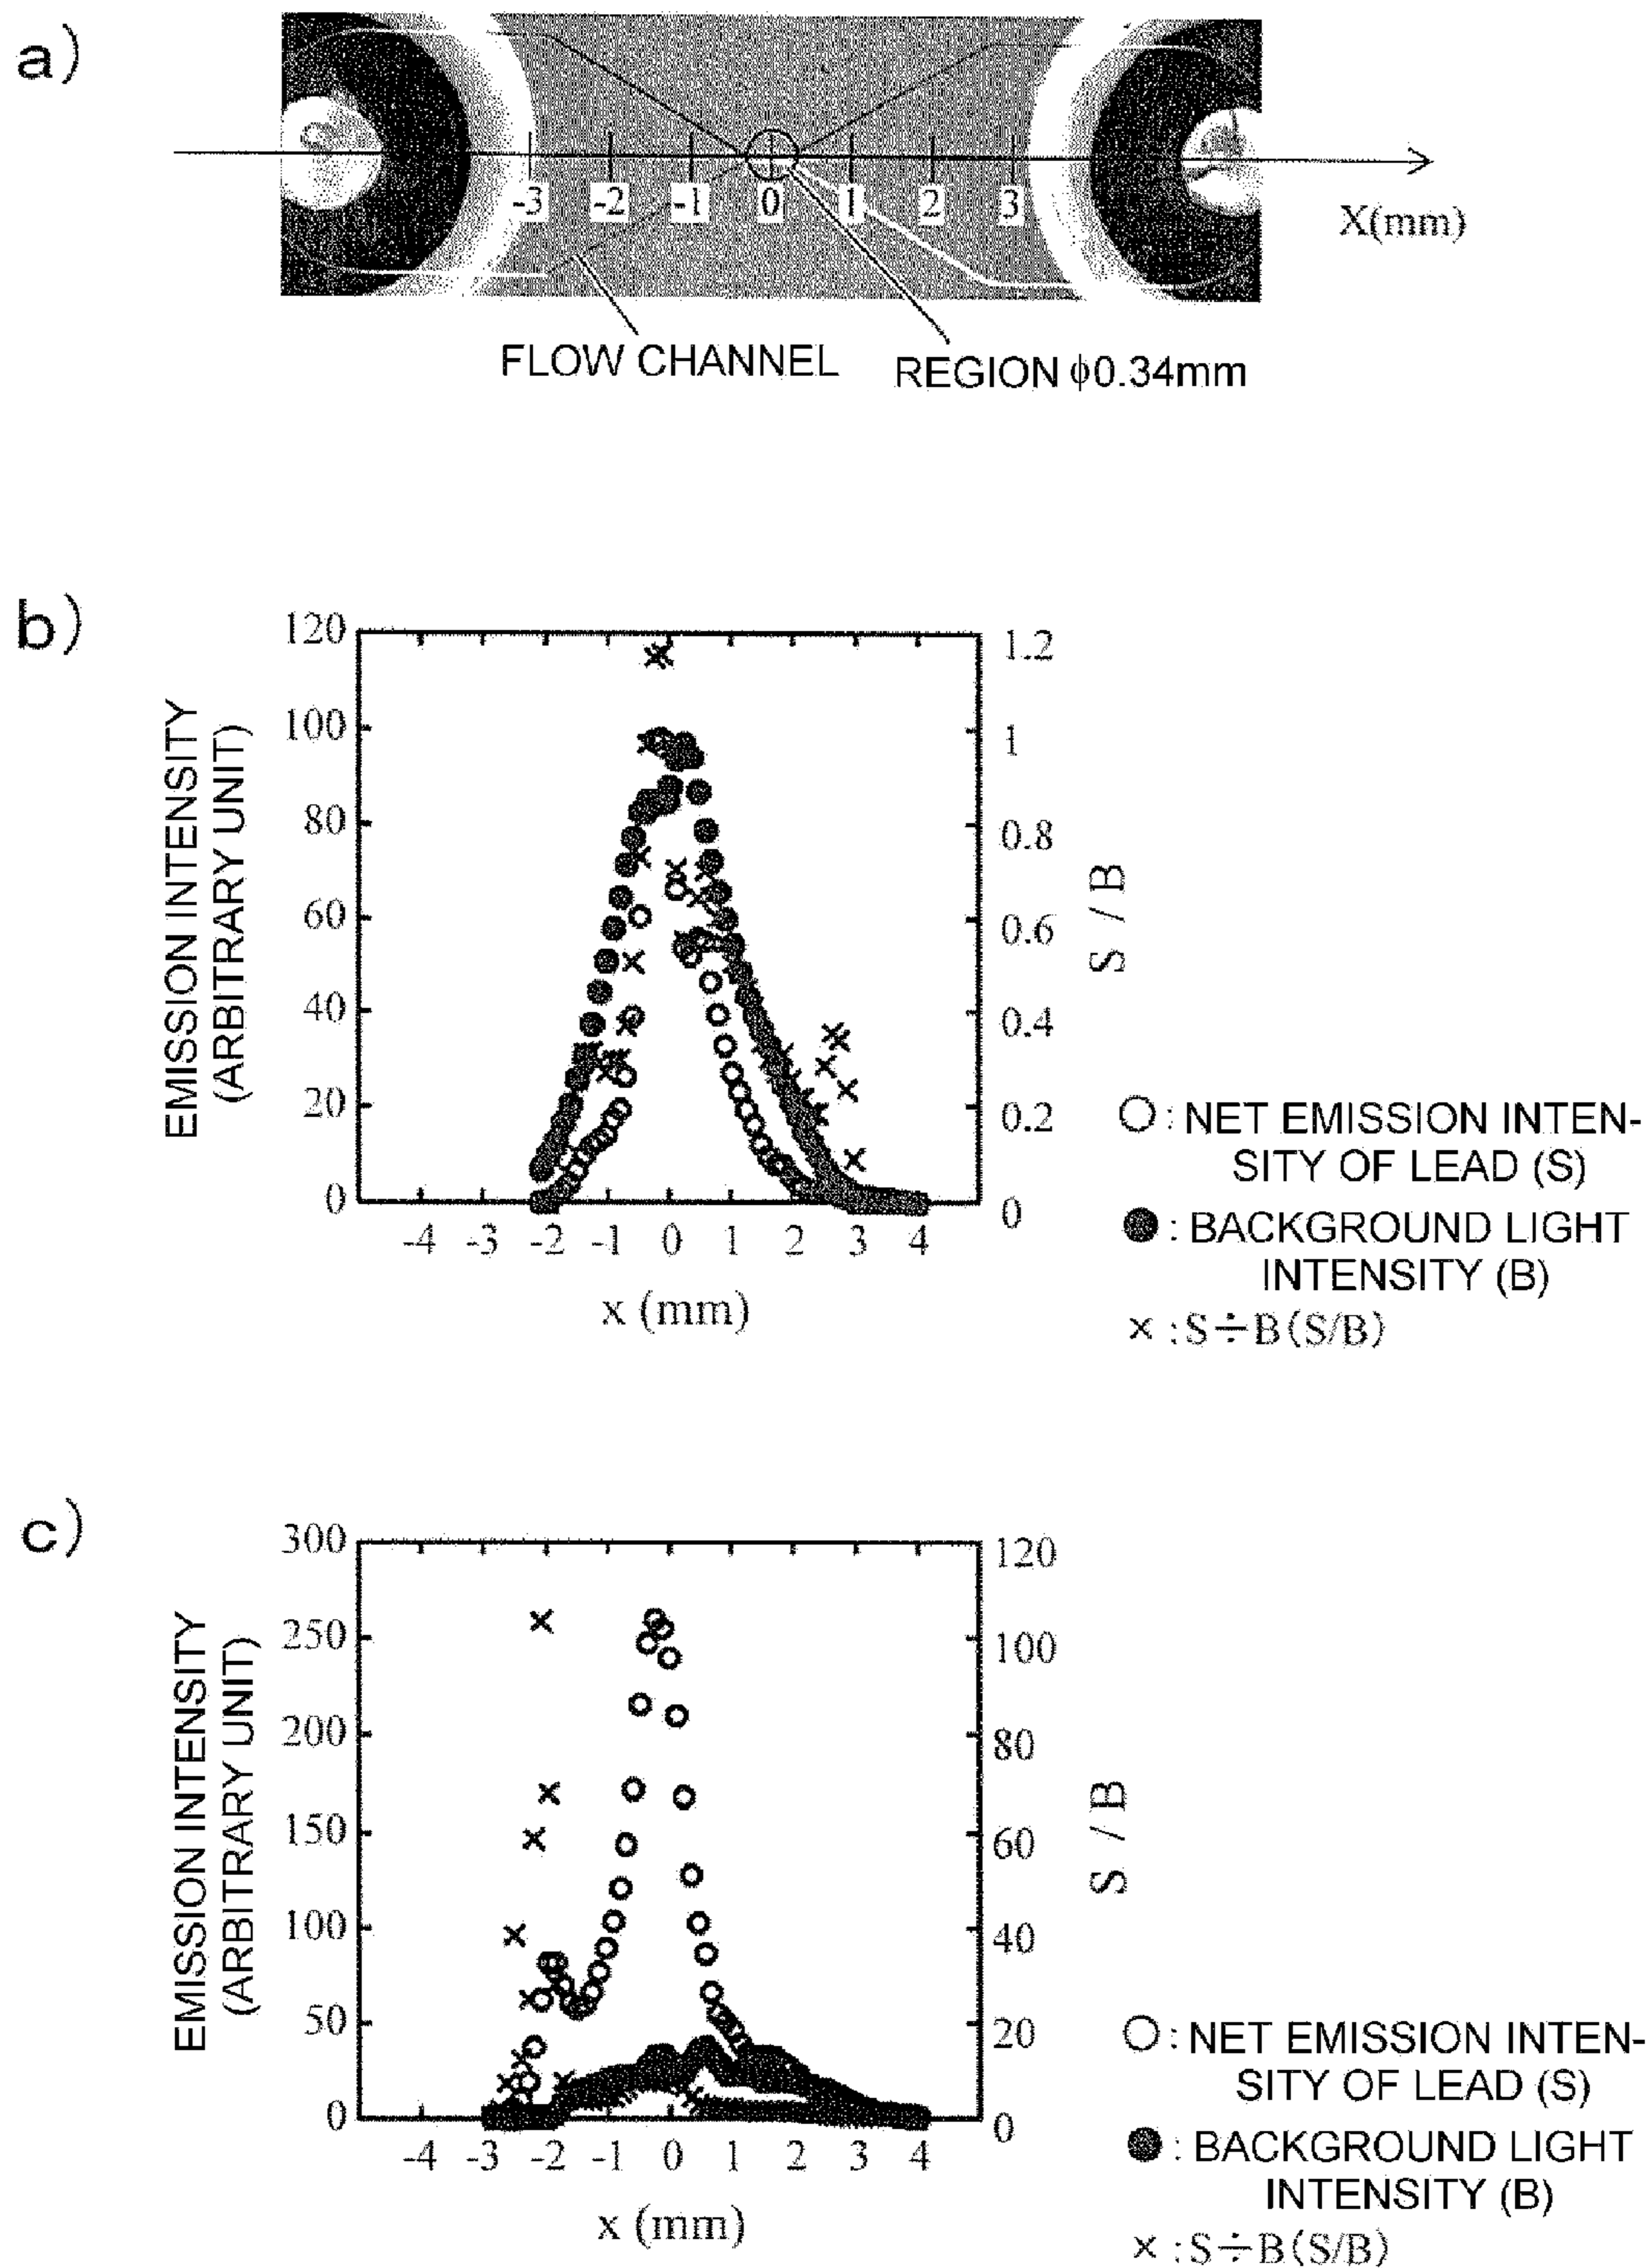 a)
-3 -2 -1 0 1 2 3
X(mm)
FLOW CHANNEL
REGION ϕ0.34mm
b)
EMISSION INTENSITY
(ARBITRARY UNIT)
120
100
80
60
40
20
0
1.2
1
0.8
0.6
0.4
0.2
0
S / B
-4 -3 -2 -1 0 1 2 3 4
x (mm)
○: NET EMISSION INTEN-
SITY OF LEAD (S)
●: BACKGROUND LIGHT
INTENSITY (B)
× :S÷B(S/B)
c)
EMISSION INTENSITY
(ARBITRARY UNIT)
300
250
200
150
100
50
0
120
100
80
60
40
20
0
S / B
-4 -3 -2 -1 0 1 2 3 4
x (mm)
○: NET EMISSION INTEN-
SITY OF LEAD (S)
●: BACKGROUND LIGHT
INTENSITY (B)
× :S÷B(S/B)